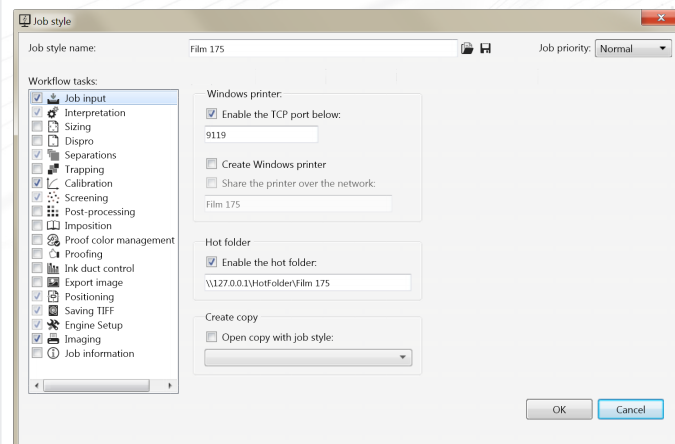 Job style
Job style name:
Film 175
Job priority:
Normal
Workflow tasks:
Job input
Interpretation
Sizing
Dispro
Separations
Trapping
Calibration
Screening
Post-processing
Imposition
Proof color management
Proofing
Ink duct control
Export image
Positioning
Saving TIFF
Engine Setup
Imaging
Job information
Windows printer:
Enable the TCP port below:
9119
Create Windows printer
Share the printer over the network:
Film 175
Hot folder
Enable the hot folder:
\\127.0.0.1\HotFolder\Film 175
Create copy
Open copy with job style:
OK
Cancel